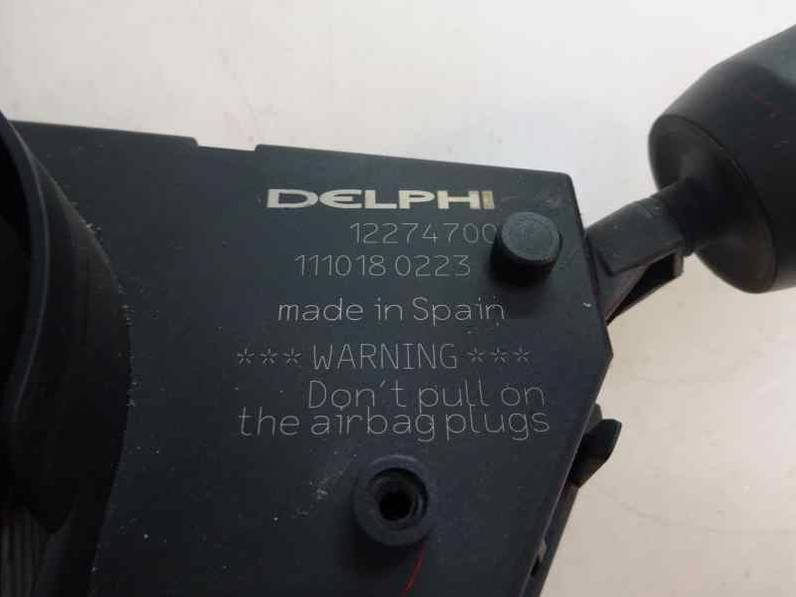 DELPHI
12274700
111018 0223
made in Spain
*** WARNING ***
Don't pull on
the airbag plugs